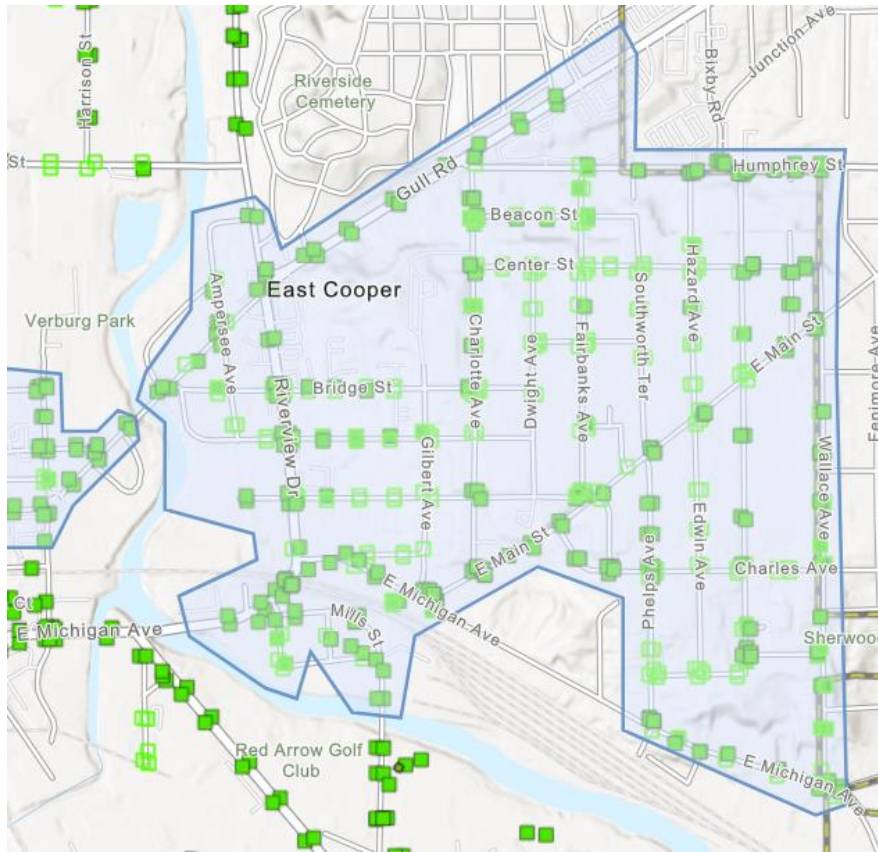 Harrison St
Riverside
Cemetery
Bixby Rd
Junction Ave
St
Gull Rd
Humphrey St
Beacon St
Center St
Ampersee Ave
East Cooper
Verburg Park
Hazard Ave
Southworth Ter
Charlotte Ave
Fairbanks Ave
Dwight Ave
E Main St
Fenimore Ave
Bridge St
Riverview Dr
Gilbert Ave
Wallace Ave
E Main St
Edwin Ave
Phelps Ave
Charles Ave
Ct
E Michigan Ave
Mills St
E Michigan Ave
Sherwood
Red Arrow Golf
Club
E Michigan Ave